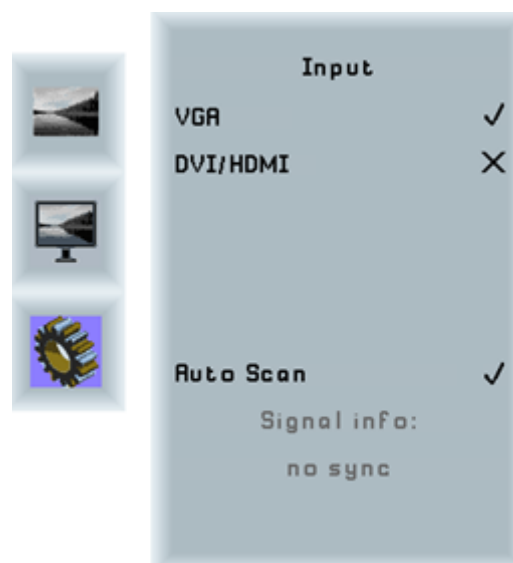 Input
VGA ✓
DVI/HDMI ✕
Auto Scan ✓
Signal info:
no sync